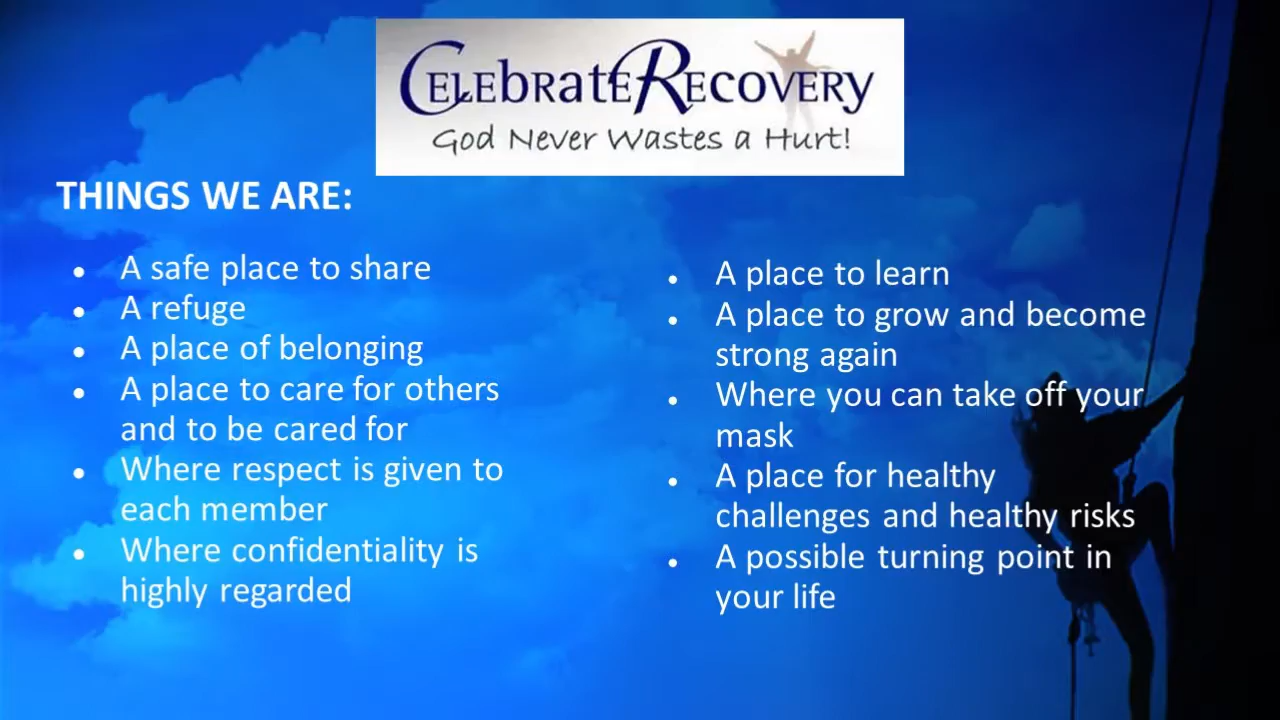 Celebrate Recovery
God Never Wastes a Hurt!
THINGS WE ARE:
A safe place to share
A refuge
A place of belonging
A place to care for others
and to be cared for
Where respect is given to
each member
Where confidentiality is
highly regarded
A place to learn
A place to grow and become
strong again
Where you can take off your
mask
A place for healthy
challenges and healthy risks
A possible turning point in
your life